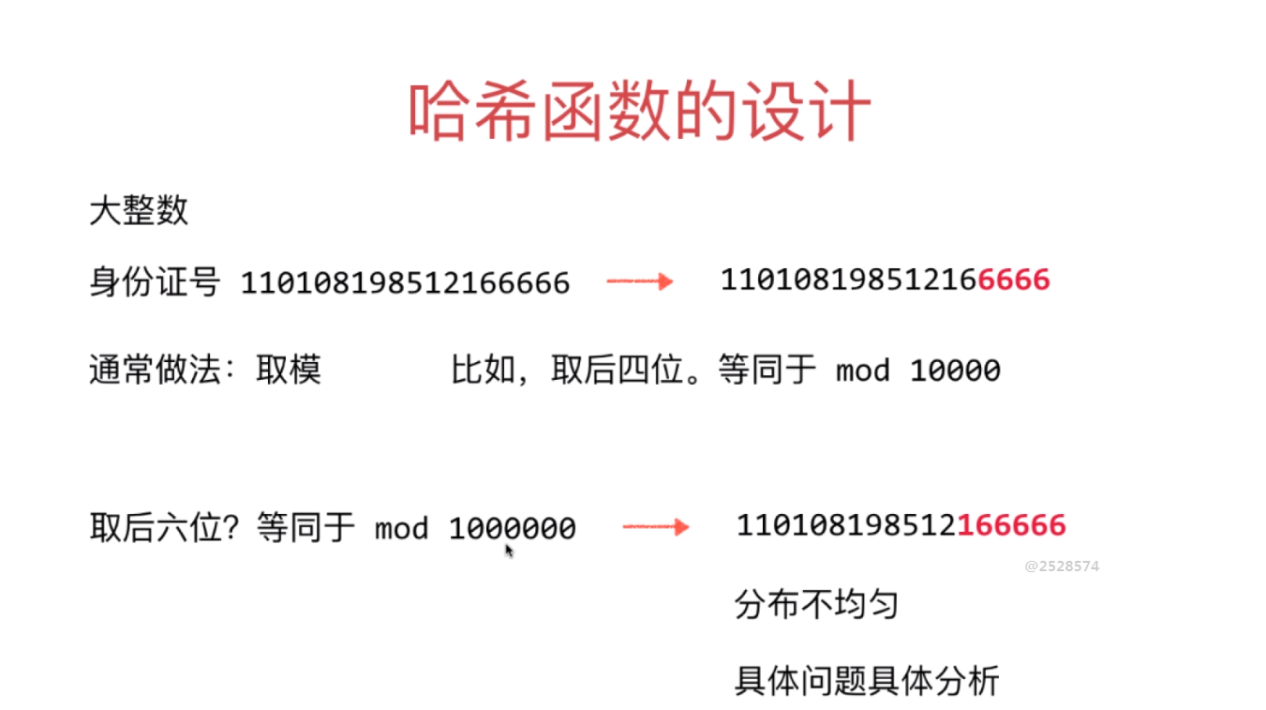 哈希函数的设计
大整数
身份证号 110108198512166666 110108198512166666
通常做法：取模 比如，取后四位。等同于 mod 10000
取后六位？等同于 mod 1000000 110108198512166666
@2528574
分布不均匀
具体问题具体分析